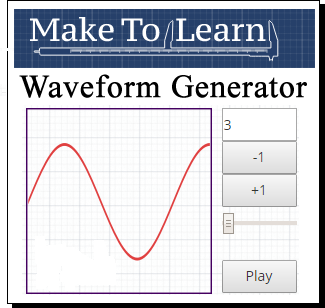 Make To Learn
Waveform Generator
3
-1
+1
Play